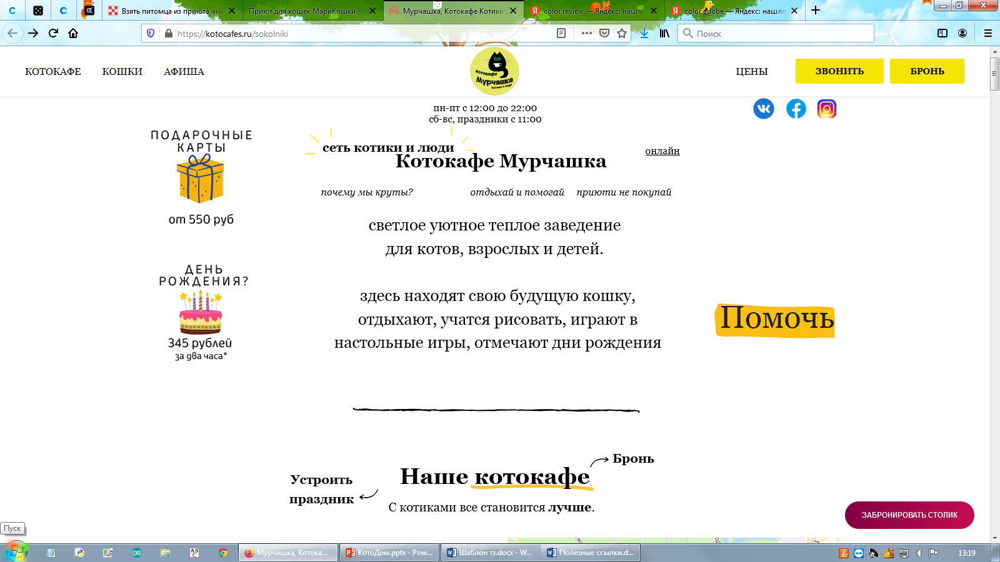 Взять питомца из приюта, на
Приют для кошек МариКошки -
Мурчашка, Котокафе Котики
color review — Яндекс: нашло
color adobe — Яндекс: нашло
https://kotocafes.ru/sokolniki
Поиск
КОТОКАФЕ
КОШКИ
АФИША
котокафе
Мурчашка
котики и люди
ЦЕНЫ
ЗВОНИТЬ
БРОНЬ
пн-пт с 12:00 до 22:00
сб-вс, праздники с 11:00
ПОДАРОЧНЫЕ
КАРТЫ
от 550 руб
сеть котики и люди
Котокафе Мурчашка
онлайн
почему мы круты?
отдыхай и помогай
приюти не покупай
светлое уютное теплое заведение
для котов, взрослых и детей.
ДЕНЬ
РОЖДЕНИЯ?
345 рублей
за два часа*
здесь находят свою будущую кошку,
отдыхают, учатся рисовать, играют в
настольные игры, отмечают дни рождения
Помочь
Наше котокафе
Бронь
Устроить
праздник
С котиками все становится лучше.
ЗАБРОНИРОВАТЬ СТОЛИК
Пуск
Мурчашка, Котока...
КотоДом.pptx - Pow...
Шаблон тз.docx - W...
Полезные ссылки.d...
13:19